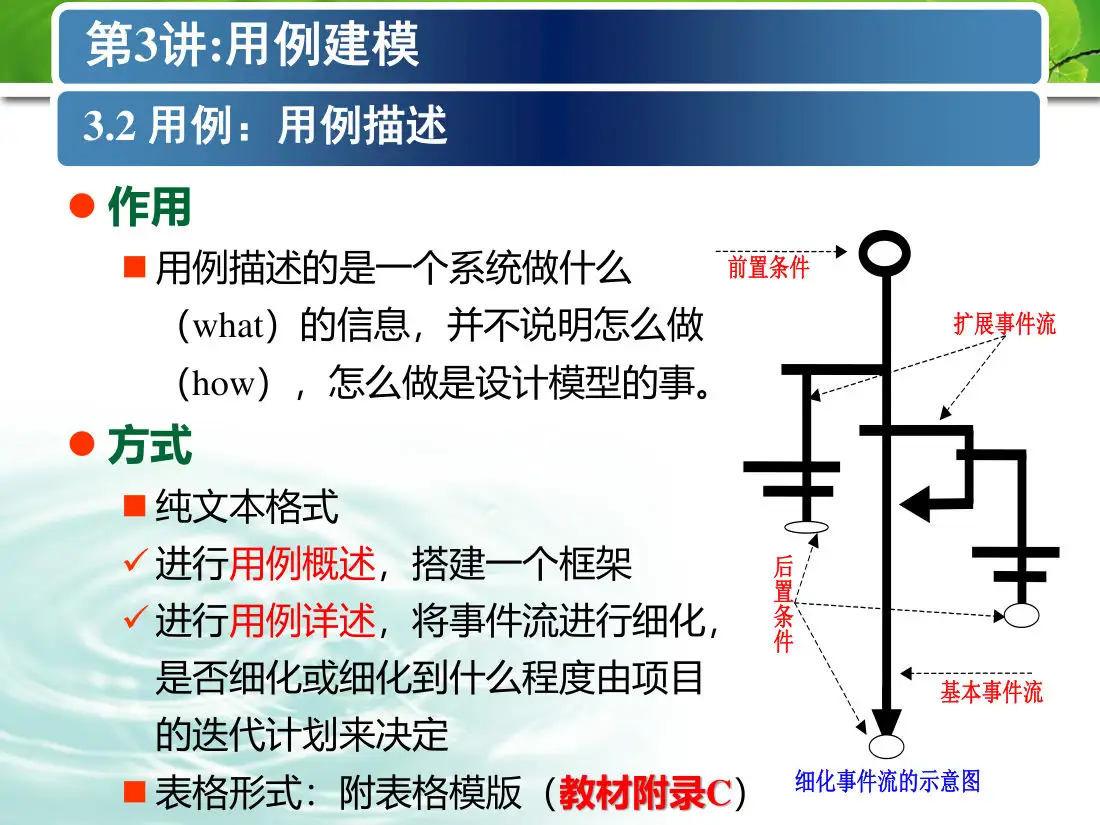 第3讲:用例建模
3.2 用例：用例描述
作用
用例描述的是一个系统做什么
（what）的信息，并不说明怎么做
（how），怎么做是设计模型的事。
方式
纯文本格式
进行用例概述，搭建一个框架
进行用例详述，将事件流进行细化，
是否细化或细化到什么程度由项目
的迭代计划来决定
表格形式：附表格模版（教材附录C）
前置条件
扩展事件流
后置条件
基本事件流
细化事件流的示意图